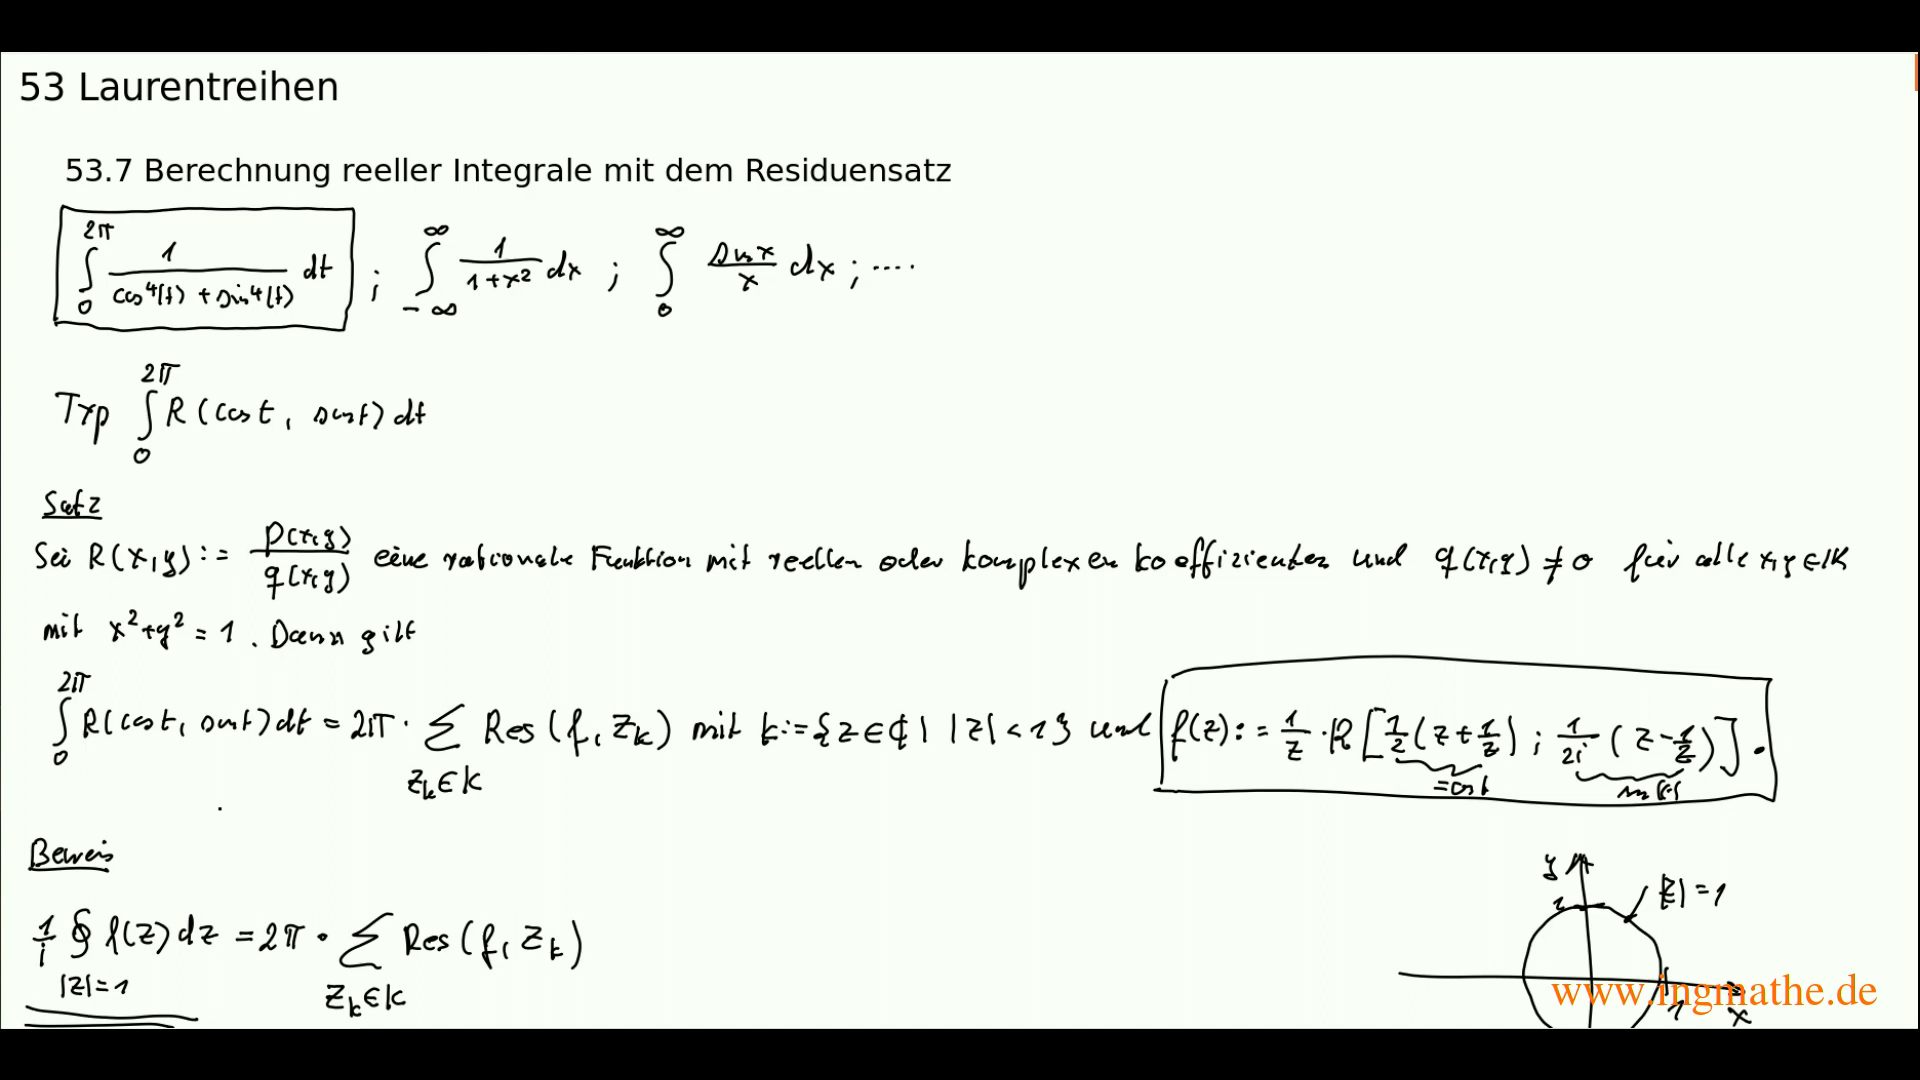 53 Laurentreihen
53.7 Berechnung reeller Integrale mit dem Residuensatz
∫₀^{2π} 1/(cos⁴(t) + sin⁴(t)) dt ; ∫_{-∞}^{∞} 1/(1+x²) dx ; ∫₀^{∞} sin x/x dx ; ....
Typ ∫₀^{2π} R(cos t, sin t) dt
Satz
Sei R(x,y) := p(x,y)/q(x,y) eine rationale Funktion mit reellen oder komplexen Koeffizienten und q(x,y) ≠ 0 für alle x,y ∈ ℝ
mit x²+y² = 1. Dann gilt
∫₀^{2π} R(cos t, sin t) dt = 2π · ∑_{z_k ∈ K} Res(f, z_k) mit K := {z ∈ ℂ | |z| < 1} und f(z) := 1/z · R[1/2(z+1/z) ; 1/2i (z-1/z)].
= cos t sin(t)
Beweis
1/i ∮_{|z|=1} f(z) dz = 2π · ∑_{z_k ∈ K} Res(f, z_k)
y
|z| = 1
1
1
x
www.ingmathe.de